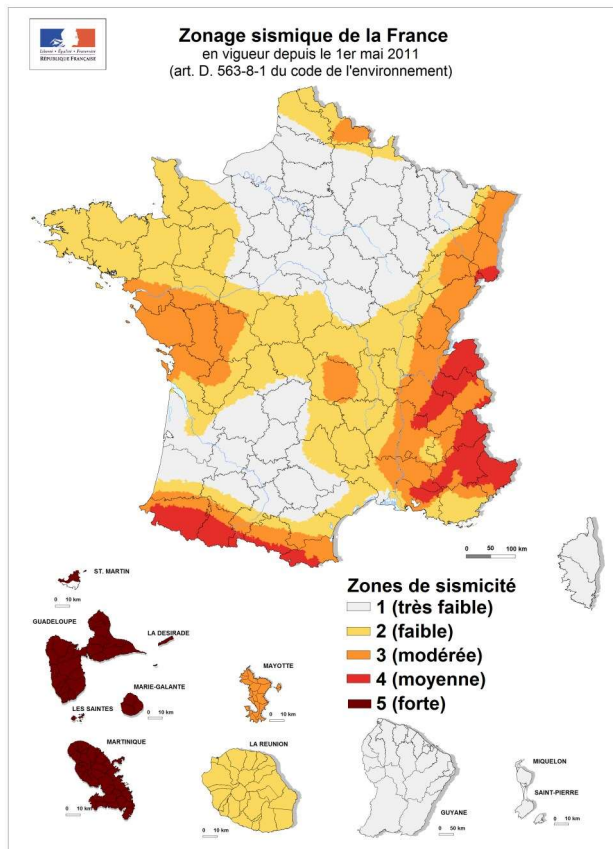 Liberté • Égalité • Fraternité
RÉPUBLIQUE FRANÇAISE
Zonage sismique de la France
en vigueur depuis le 1er mai 2011
(art. D. 563-8-1 du code de l'environnement)
0 50 100 km
ST. MARTIN
0 10 km
GUADELOUPE
LA DESIRADE
0 10 km
MARIE-GALANTE
LES SAINTES
0 10 km
MARTINIQUE
0 10 km
MAYOTTE
0 10 km
LA REUNION
0 10 km
Zones de sismicité
1 (très faible)
2 (faible)
3 (modérée)
4 (moyenne)
5 (forte)
GUYANE
0 50 km
MIQUELON
SAINT-PIERRE
0 10 km